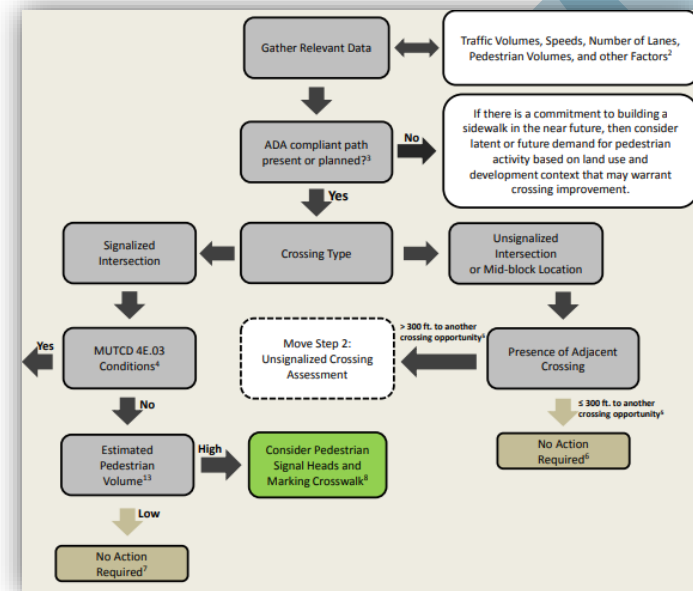 Gather Relevant Data
Traffic Volumes, Speeds, Number of Lanes,
Pedestrian Volumes, and other Factors²
ADA compliant path
present or planned?³
No
If there is a commitment to building a
sidewalk in the near future, then consider
latent or future demand for pedestrian
activity based on land use and
development context that may warrant
crossing improvement.
Yes
Signalized
Intersection
Crossing Type
Unsignalized
Intersection
or Mid-block Location
Yes
MUTCD 4E.03
Conditions⁴
Move Step 2:
Unsignalized Crossing
Assessment
> 300 ft. to another
crossing opportunity⁵
Presence of Adjacent
Crossing
No
≤ 300 ft. to another
crossing opportunity⁵
Estimated
Pedestrian
Volume¹³
High
Consider Pedestrian
Signal Heads and
Marking Crosswalk⁸
No Action
Required⁶
Low
No Action
Required⁷